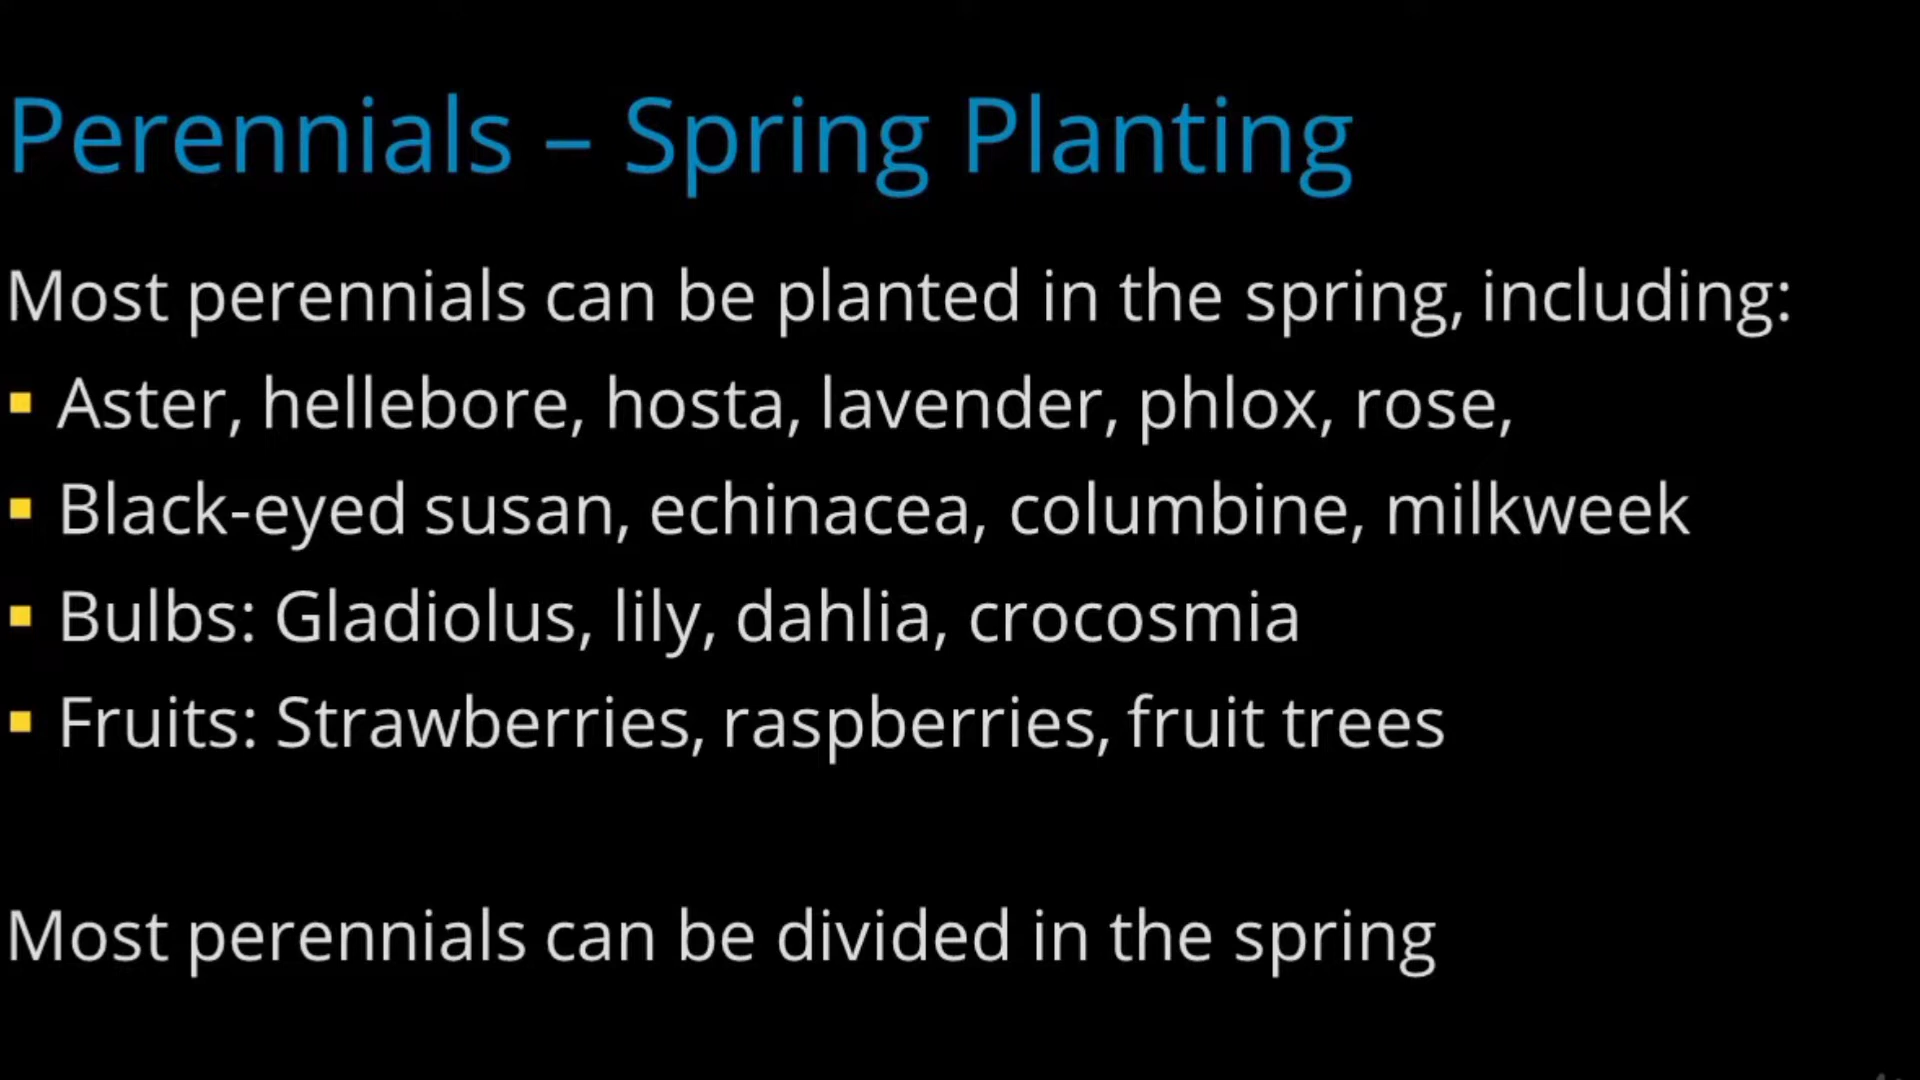 Perennials – Spring Planting
Most perennials can be planted in the spring, including:
▪ Aster, hellebore, hosta, lavender, phlox, rose,
▪ Black-eyed susan, echinacea, columbine, milkweek
▪ Bulbs: Gladiolus, lily, dahlia, crocosmia
▪ Fruits: Strawberries, raspberries, fruit trees
Most perennials can be divided in the spring